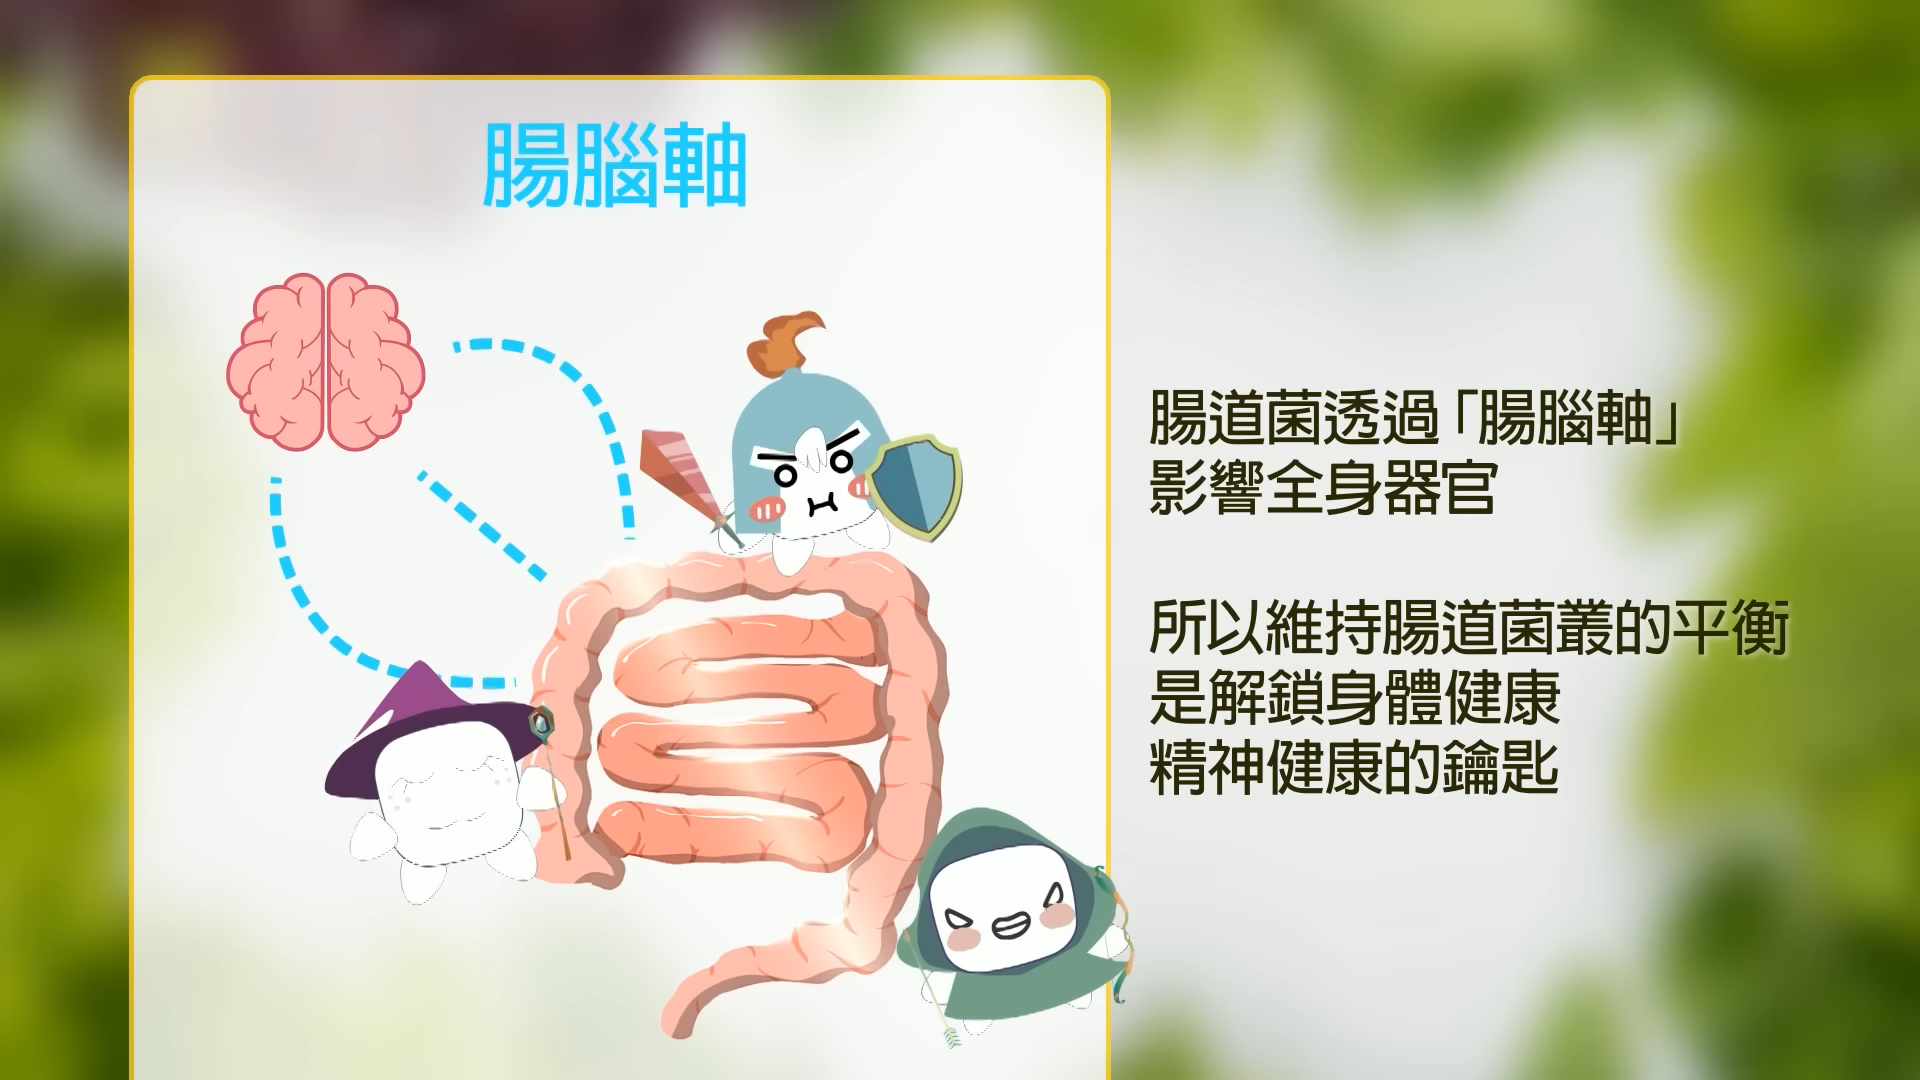 腸腦軸
腸道菌透過「腸腦軸」
影響全身器官
所以維持腸道菌叢的平衡
是解鎖身體健康
精神健康的鑰匙